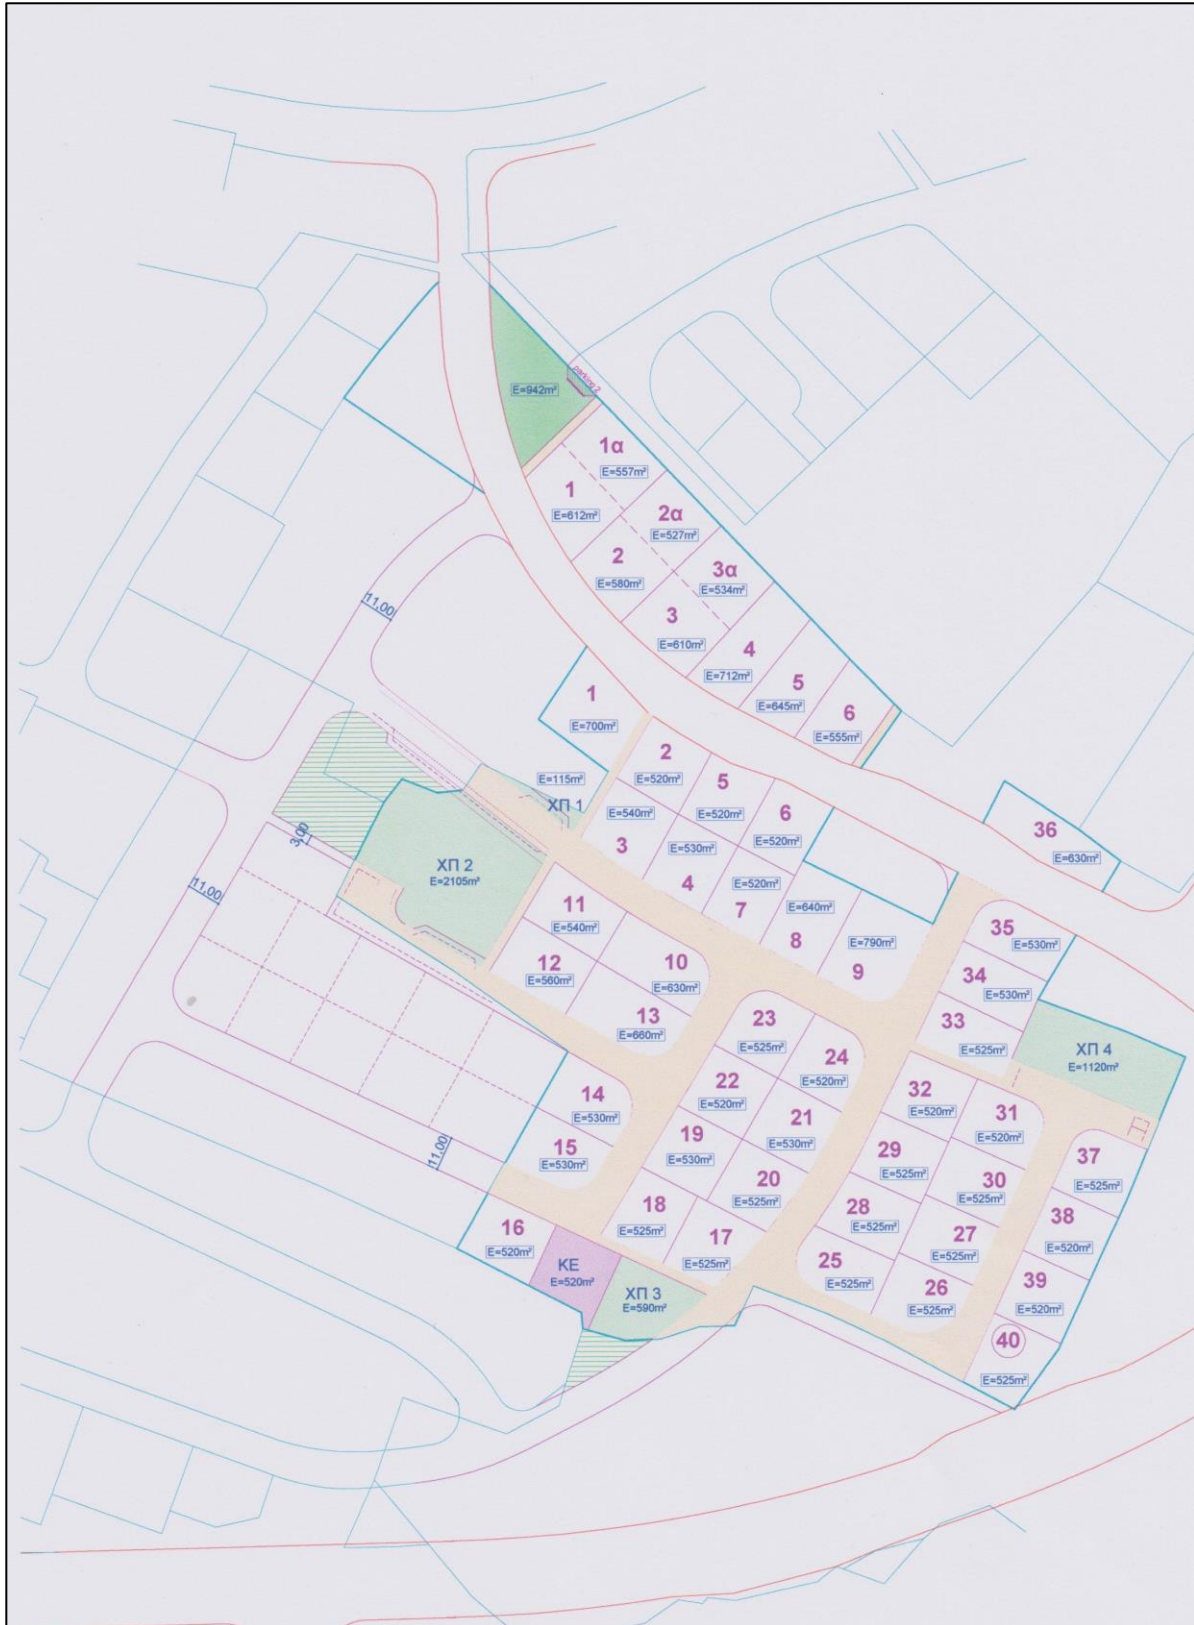 E=942m²
parking 2
1α
E=557m²
1
E=612m²
2α
E=527m²
2
E=580m²
3α
E=534m²
3
E=610m²
4
E=712m²
5
E=645m²
6
E=555m²
11,00
1
E=700m²
2
E=520m²
5
E=520m²
6
E=520m²
E=115m²
ΧΠ 1
E=540m²
3
E=530m²
4
E=520m²
7
E=640m²
8
E=790m²
9
36
E=630m²
3,00
11,00
ΧΠ 2
E=2105m²
11
E=540m²
12
E=560m²
10
E=630m²
13
E=660m²
35
E=530m²
34
E=530m²
33
E=525m²
ΧΠ 4
E=1120m²
23
E=525m²
24
E=520m²
22
E=520m²
21
E=530m²
19
E=530m²
20
E=525m²
18
E=525m²
17
E=525m²
14
E=530m²
15
E=530m²
11,00
16
E=520m²
ΚΕ
E=520m²
ΧΠ 3
E=590m²
32
E=520m²
31
E=520m²
29
E=525m²
30
E=525m²
28
E=525m²
27
E=525m²
25
E=525m²
26
E=525m²
37
E=525m²
38
E=520m²
39
E=520m²
40
E=525m²